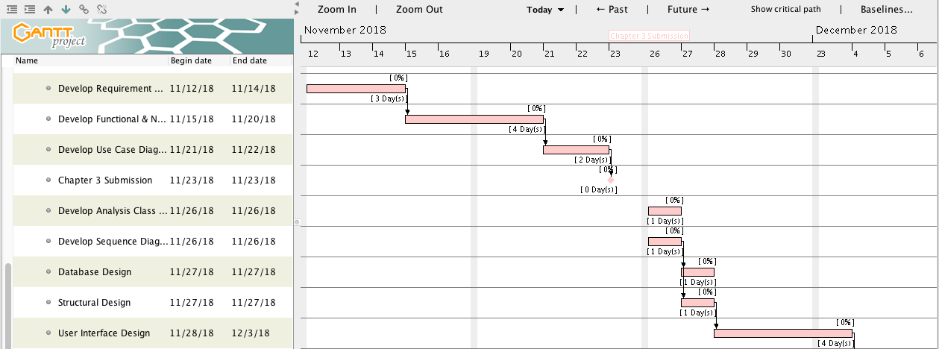 Zoom In | Zoom Out Today ▼ | ← Past | Future → | Show critical path | Baselines...
GANTT project
November 2018 December 2018
Chapter 3 Submission
12 13 14 15 16 19 20 21 22 23 26 27 28 29 30 23 4 5 6
Name Begin date End date
[0%]
Develop Requirement ... 11/12/18 11/14/18
[3 Day(s)]
[0%]
Develop Functional & N... 11/15/18 11/20/18
[4 Day(s)]
[0%]
Develop Use Case Diag... 11/21/18 11/22/18
[2 Day(s)]
[0%]
Chapter 3 Submission 11/23/18 11/23/18
[0 Day(s)]
[0%]
Develop Analysis Class ... 11/26/18 11/26/18
[1 Day(s)]
[0%]
Develop Sequence Diag... 11/26/18 11/26/18
[1 Day(s)]
[0%]
Database Design 11/27/18 11/27/18
[1 Day(s)]
[0%]
Structural Design 11/27/18 11/27/18
[1 Day(s)]
[0%]
User Interface Design 11/28/18 12/3/18
[4 Day(s)]